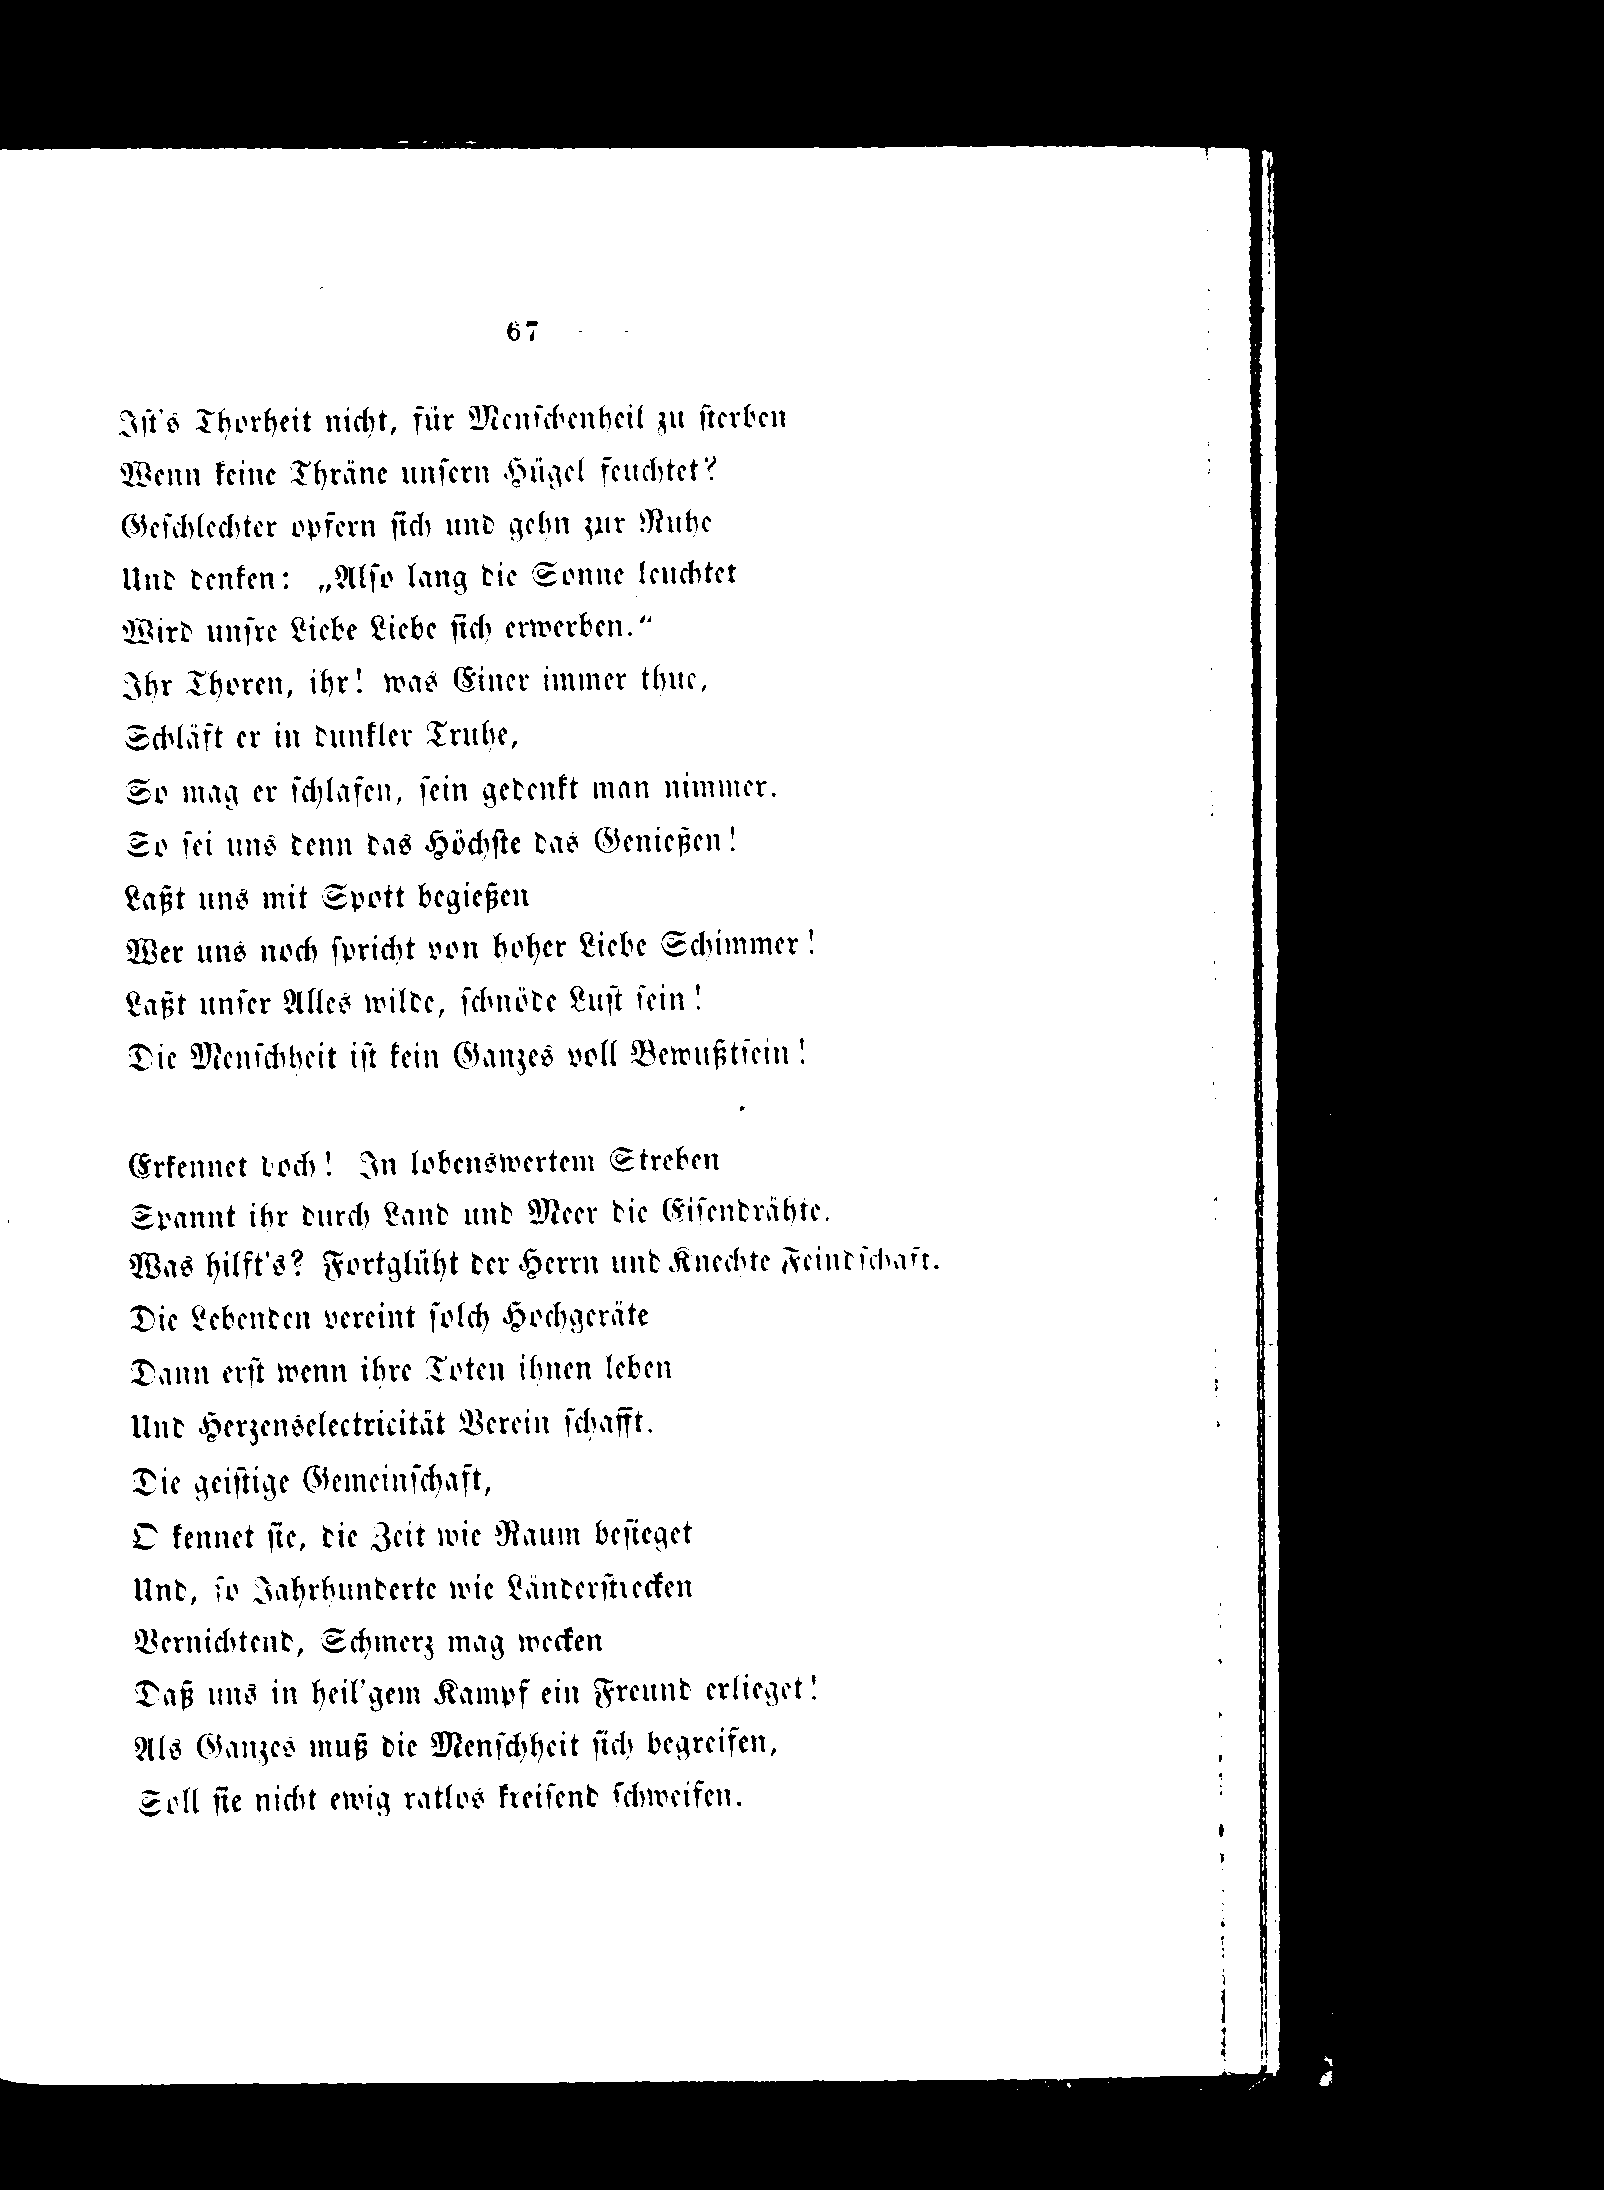 67
Ist's Thorheit nicht, für Menschenheil zu sterben
Wenn keine Thräne unsern Hügel feuchtet?
Geschlechter opfern sich und gehn zur Ruhe
Und denken: „Also lang die Sonne leuchtet
Wird unsre Liebe Liebe sich erwerben.“
Ihr Thoren, ihr! was Einer immer thue,
Schläft er in dunkler Truhe,
So mag er schlafen, sein gedenkt man nimmer.
So sei uns denn das Höchste das Genießen!
Laßt uns mit Spott begießen
Wer uns noch spricht von hoher Liebe Schimmer!
Laßt unser Alles wilde, schnöde Lust sein!
Die Menschheit ist kein Ganzes voll Bewußtsein!
Erkennet doch! In lobenswertem Streben
Spannt ihr durch Land und Meer die Eisendrähte.
Was hilft's? Fortglüht der Herrn und Knechte Feindschaft.
Die Lebenden vereint solch Hochgeräte
Dann erst wenn ihre Toten ihnen leben
Und Herzenselectricität Verein schafft.
Die geistige Gemeinschaft,
O kennet sie, die Zeit wie Raum besieget
Und, so Jahrhunderte wie Länderstrecken
Vernichtend, Schmerz mag wecken
Daß uns in heil'gem Kampf ein Freund erlieget!
Als Ganzes muß die Menschheit sich begreifen,
Soll sie nicht ewig ratlos kreisend schweifen.